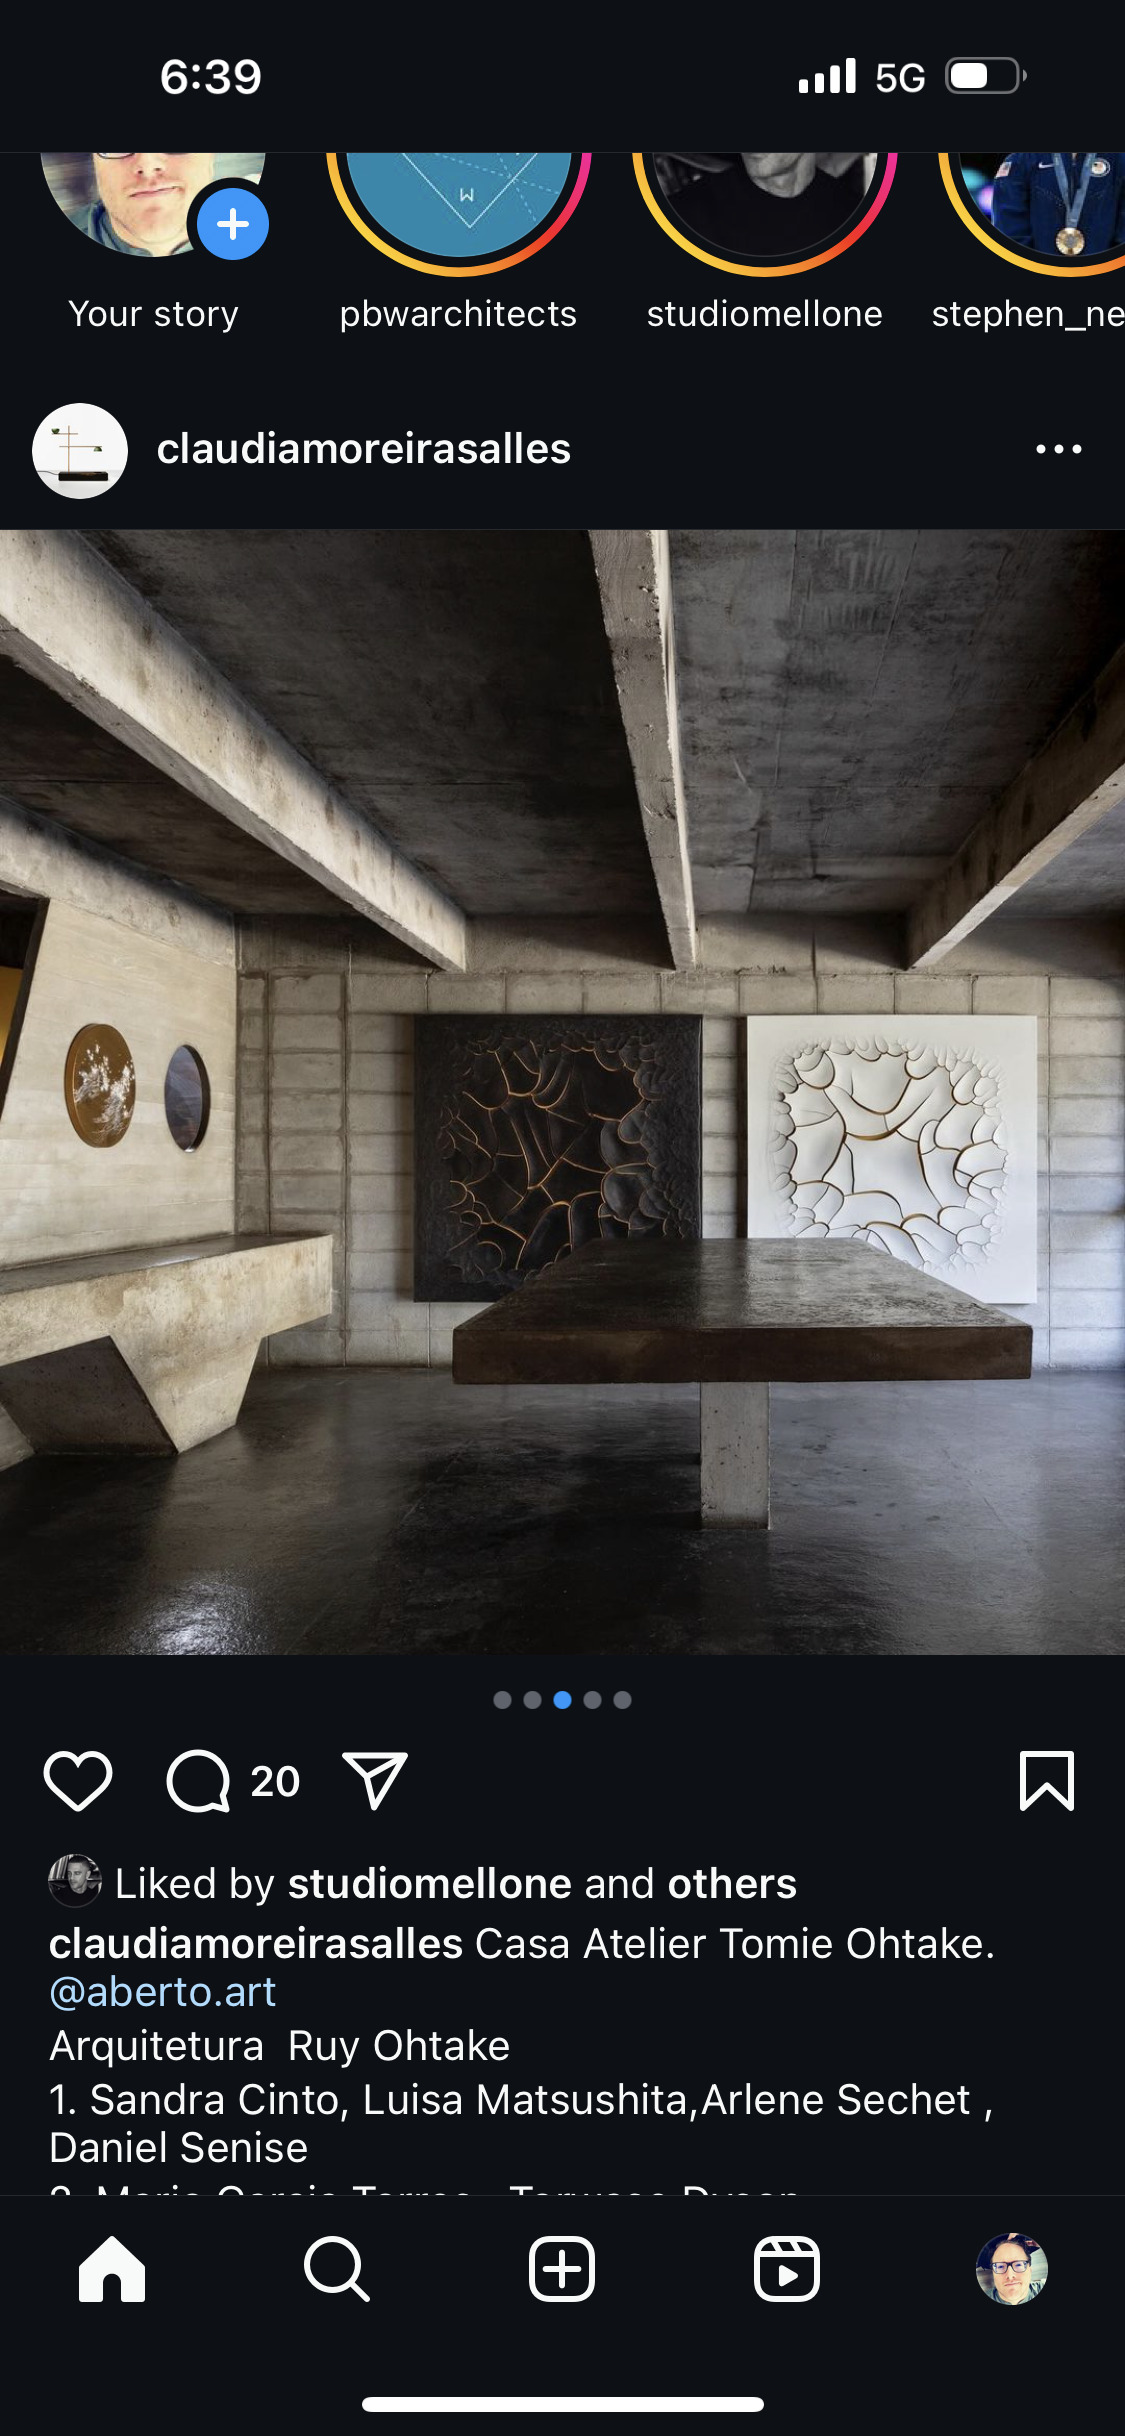 6:39
5G
Your story
pbwarchitects
studiomellone
stephen_ne
claudiamoreirasalles
20
Liked by studiomellone and others
claudiamoreirasalles Casa Atelier Tomie Ohtake.
@aberto.art
Arquitetura  Ruy Ohtake
1. Sandra Cinto, Luisa Matsushita,Arlene Sechet ,
Daniel Senise